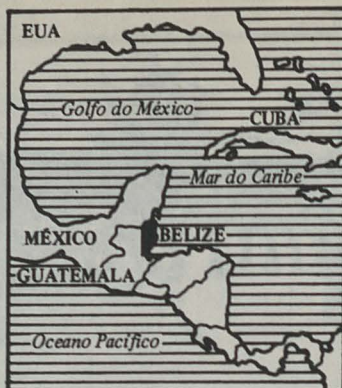 EUA
Golfo do México
CUBA
Mar do Caribe
MÉXICO
BELIZE
GUATEMALA
Oceano Pacífico